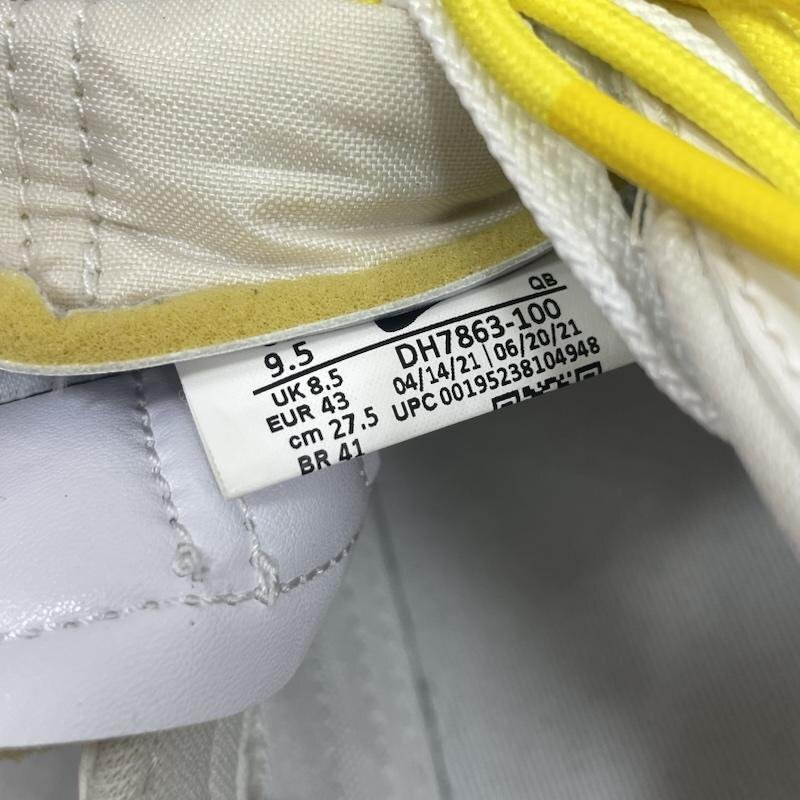 QB
9.5
DH7863-100
UK 8.5
04/14/21 | 06/20/21
EUR 43
UPC 00195238104948
cm 27.5
BR 41